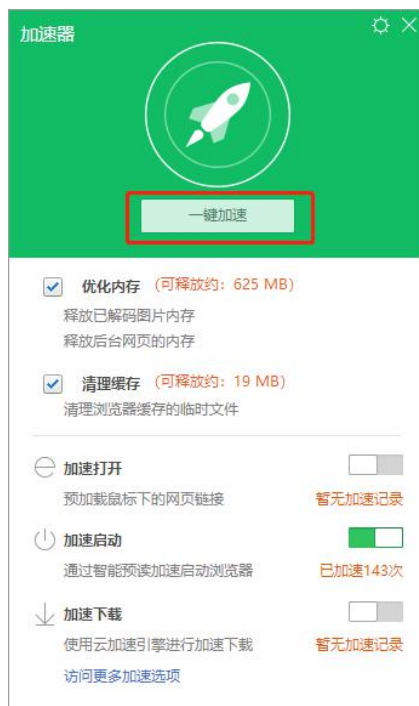 加速器
一键加速
优化内存 (可释放约：625 MB)
释放已解码图片内存
释放后台网页的内存
清理缓存 (可释放约：19 MB)
清理浏览器缓存的临时文件
加速打开
预加载鼠标下的网页链接 暂无加速记录
加速启动
通过智能预读加速启动浏览器 已加速143次
加速下载
使用云加速引擎进行加速下载 暂无加速记录
访问更多加速选项